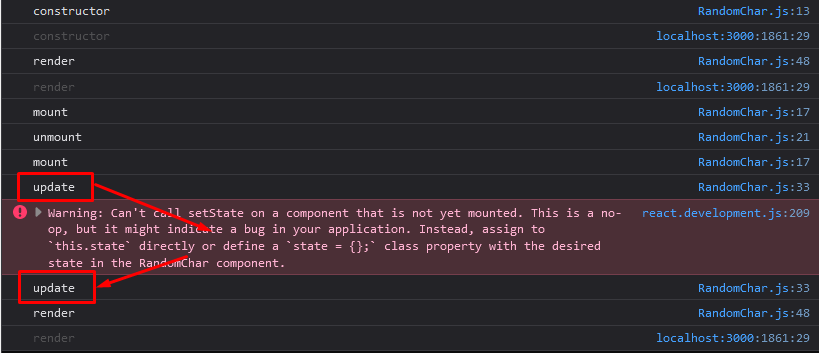 constructor RandomChar.js:13
constructor localhost:3000:1861:29
render RandomChar.js:48
render localhost:3000:1861:29
mount RandomChar.js:17
unmount RandomChar.js:21
mount RandomChar.js:17
update RandomChar.js:33
Warning: Can't call setState on a component that is not yet mounted. This is a no- react.development.js:209
op, but it might indicate a bug in your application. Instead, assign to
`this.state` directly or define a `state = {};` class property with the desired
state in the RandomChar component.
update RandomChar.js:33
render RandomChar.js:48
render localhost:3000:1861:29